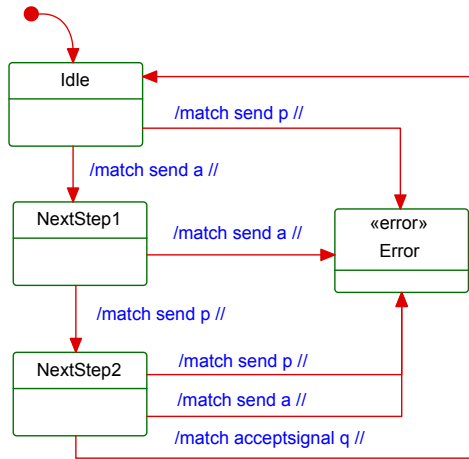 Idle
/match send p //
/match send a //
NextStep1
/match send a //
«error»
Error
/match send p //
NextStep2
/match send p //
/match send a //
/match acceptsignal q //